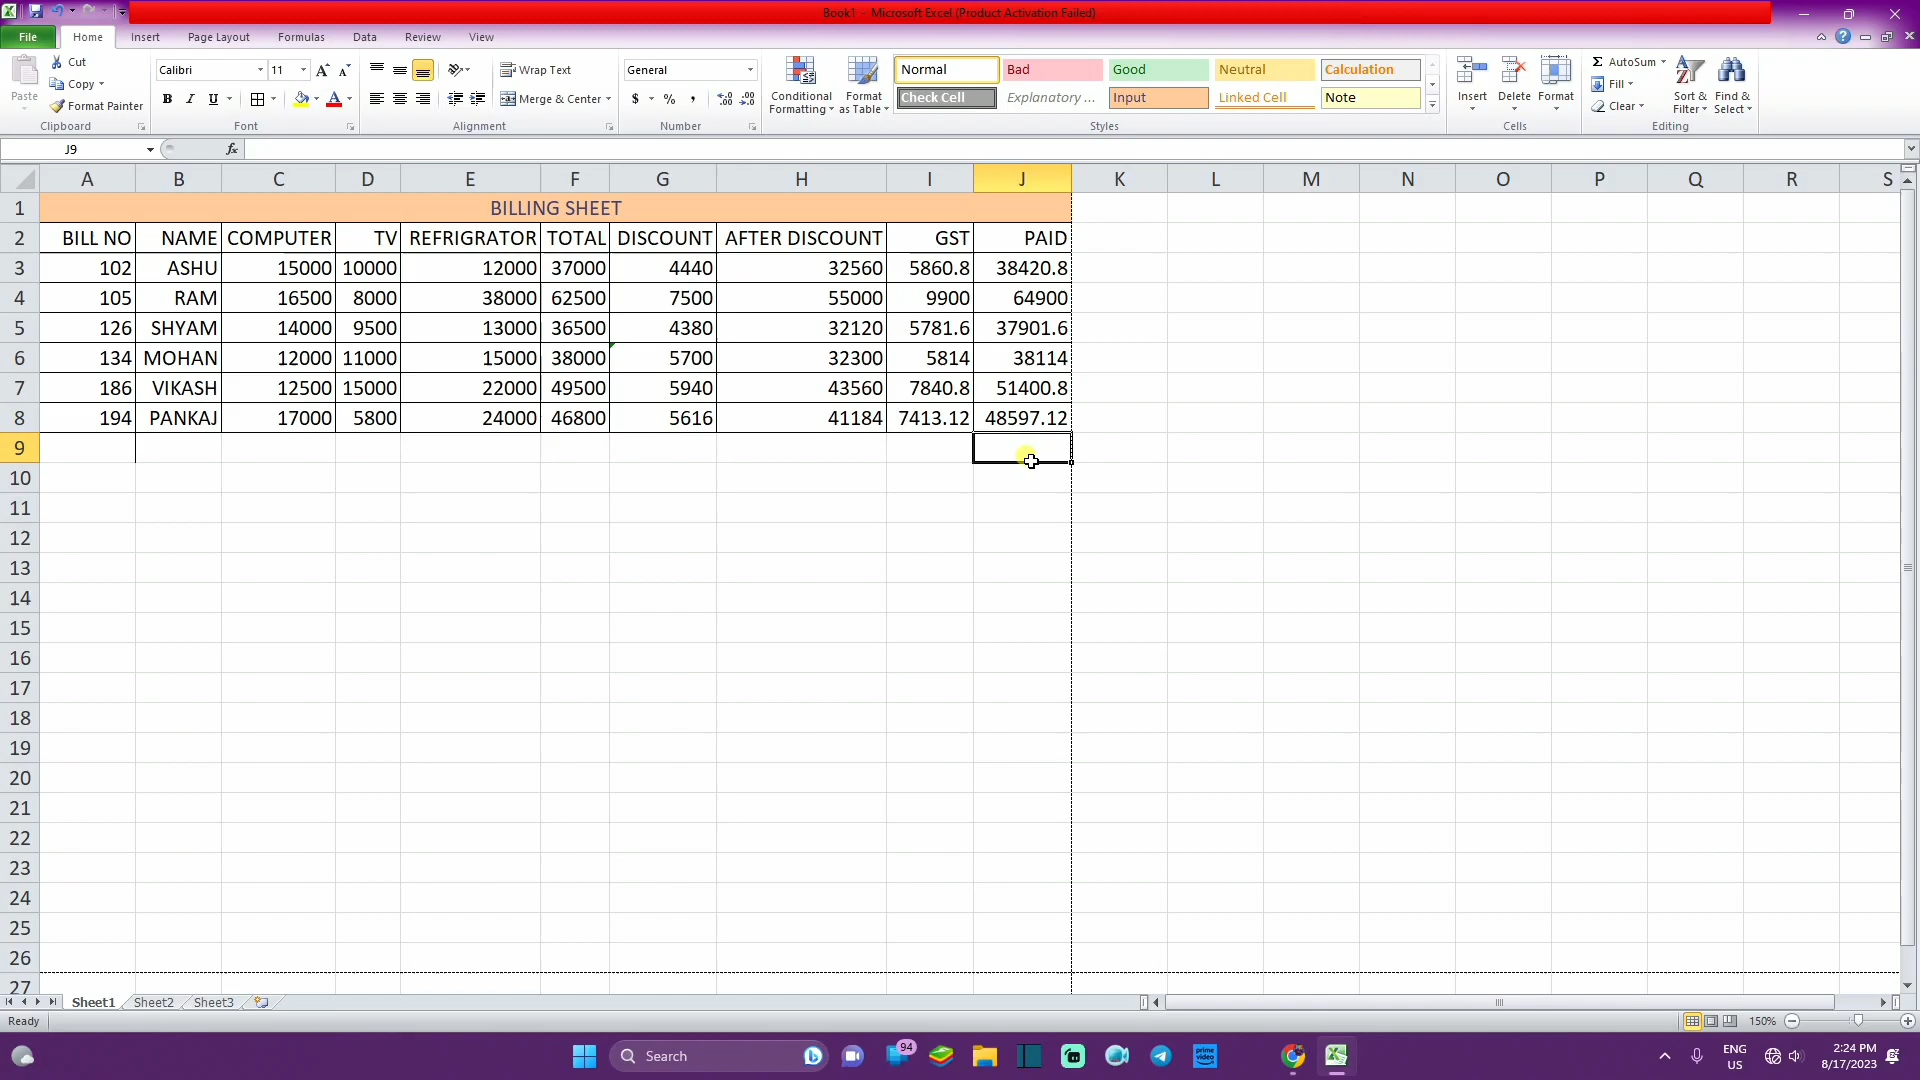 Book1 - Microsoft Excel (Product Activation Failed)
File Home Insert Page Layout Formulas Data Review View
Paste Cut Copy Format Painter
Calibri 11 B I U
Wrap Text Merge & Center
General $ % ,
Conditional Formatting Format as Table
Normal Bad Good Neutral Calculation
Check Cell Explanatory ... Input Linked Cell Note
Insert Delete Format
AutoSum Fill Clear Sort & Filter Find & Select
Clipboard Font Alignment Number Styles Cells Editing
J9 fx
A B C D E F G H I J K L M N O P Q R S
1 BILLING SHEET
2 BILL NO NAME COMPUTER TV REFRIGRATOR TOTAL DISCOUNT AFTER DISCOUNT GST PAID
3 102 ASHU 15000 10000 12000 37000 4440 32560 5860.8 38420.8
4 105 RAM 16500 8000 38000 62500 7500 55000 9900 64900
5 126 SHYAM 14000 9500 13000 36500 4380 32120 5781.6 37901.6
6 134 MOHAN 12000 11000 15000 38000 5700 32300 5814 38114
7 186 VIKASH 12500 15000 22000 49500 5940 43560 7840.8 51400.8
8 194 PANKAJ 17000 5800 24000 46800 5616 41184 7413.12 48597.12
9
10
11
12
13
14
15
16
17
18
19
20
21
22
23
24
25
26
27
Sheet1 Sheet2 Sheet3
Ready 150%
Search 94 prime video ENG US 2:24 PM 8/17/2023